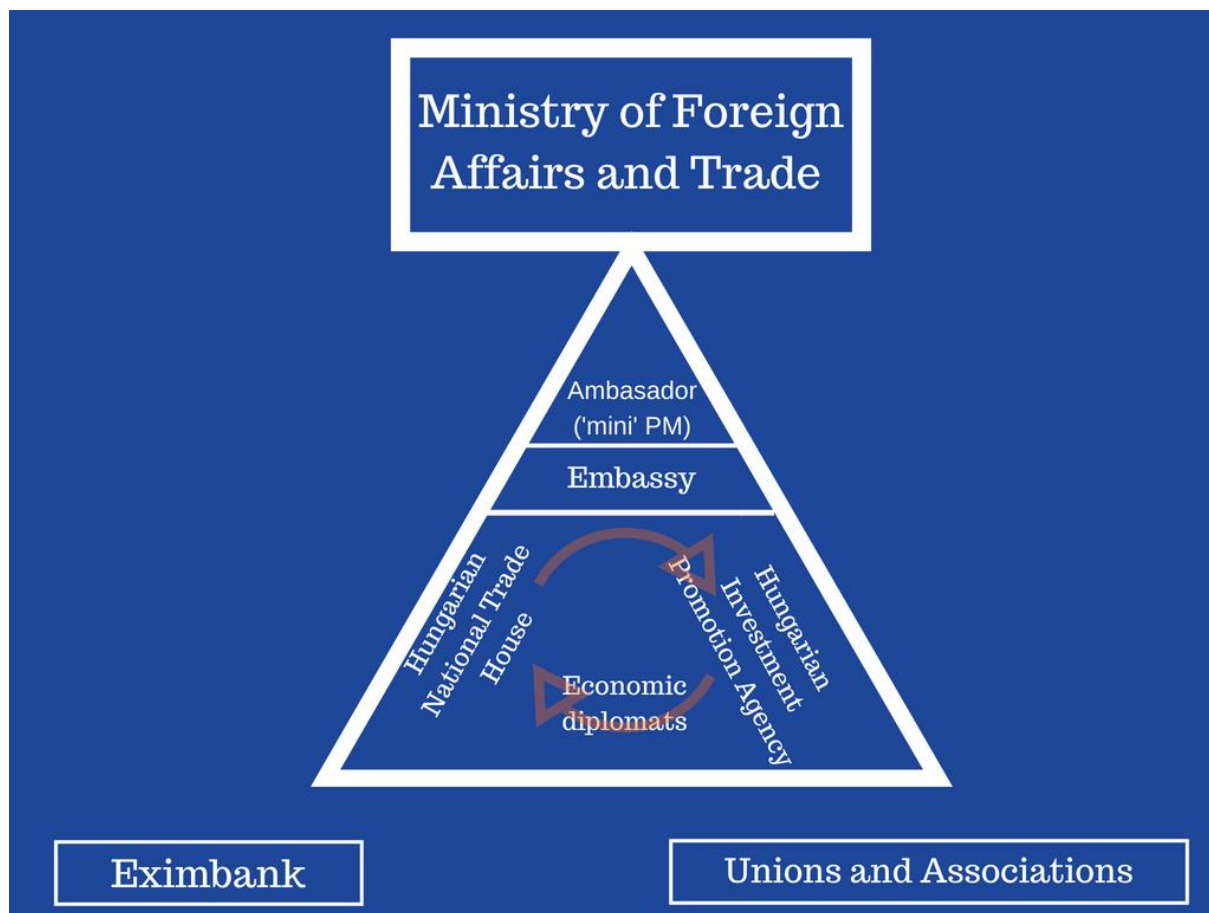 Ministry of Foreign
Affairs and Trade
Ambasador
('mini' PM)
Embassy
Hungarian
National Trade
House
Hungarian
Investment
Promotion Agency
Economic
diplomats
Eximbank
Unions and Associations